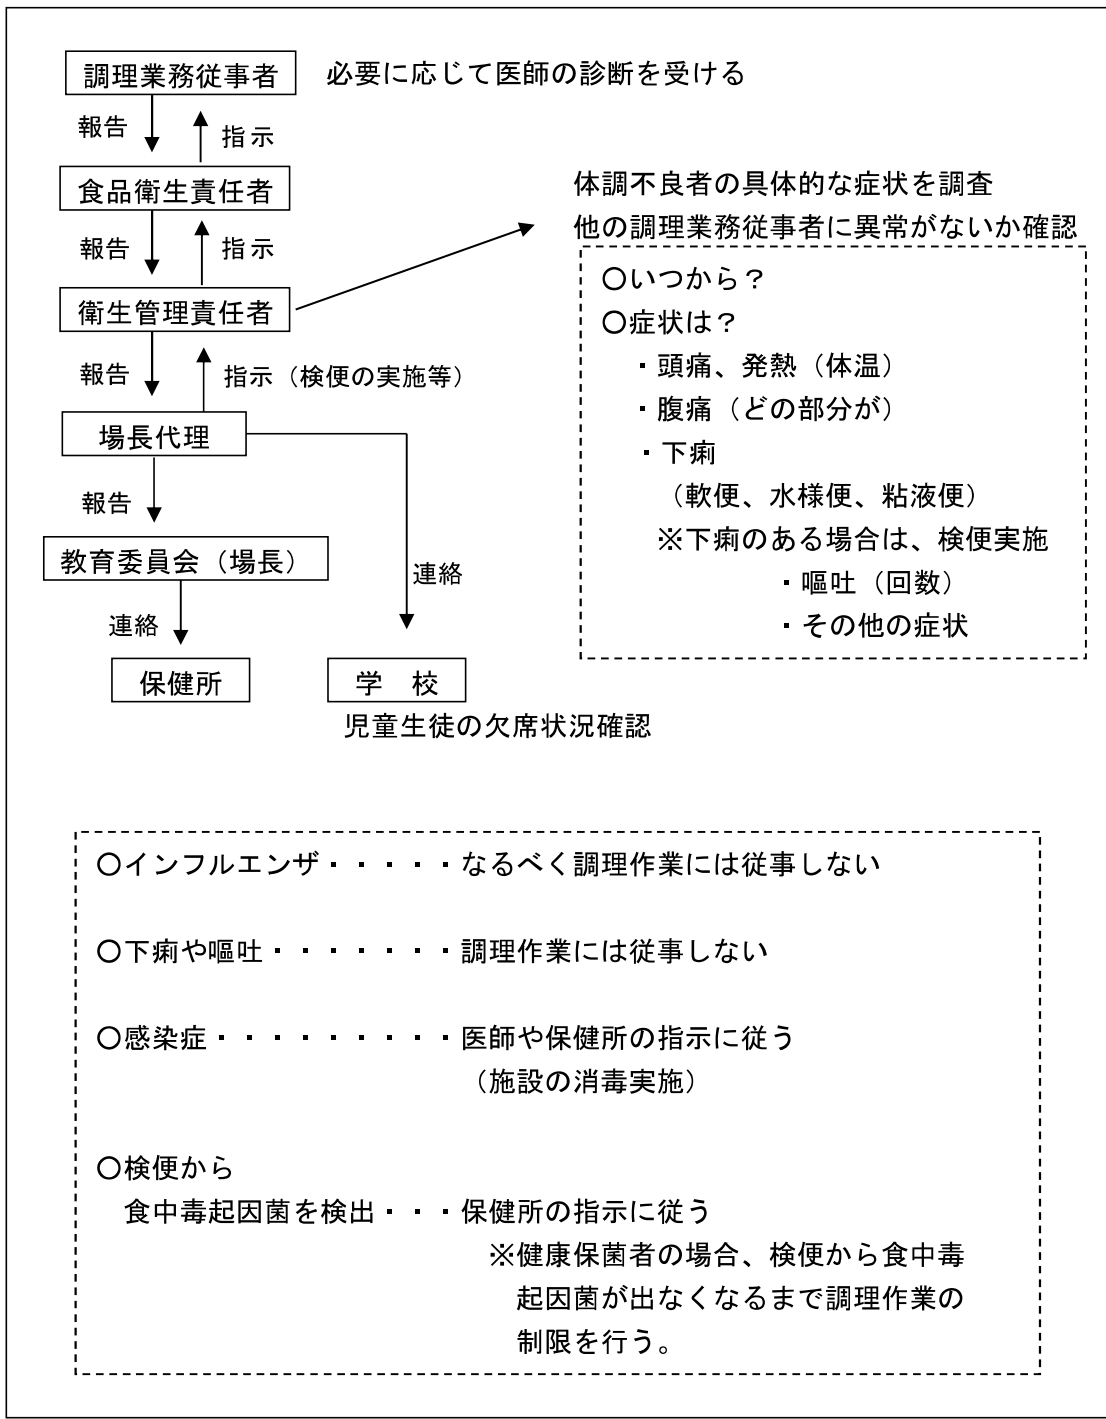 調理業務従事者　必要に応じて医師の診断を受ける
報告　指示
食品衛生責任者
報告　指示
衛生管理責任者
報告　指示（検便の実施等）
場長代理
報告
教育委員会（場長）
連絡
連絡
保健所　学　校
児童生徒の欠席状況確認
体調不良者の具体的な症状を調査
他の調理業務従事者に異常がないか確認
〇いつから？
〇症状は？
・頭痛、発熱（体温）
・腹痛（どの部分が）
・下痢
（軟便、水様便、粘液便）
※下痢のある場合は、検便実施
・嘔吐（回数）
・その他の症状
〇インフルエンザ・・・・・なるべく調理作業には従事しない
〇下痢や嘔吐・・・・・・・調理作業には従事しない
〇感染症・・・・・・・・・医師や保健所の指示に従う
（施設の消毒実施）
〇検便から
食中毒起因菌を検出・・・保健所の指示に従う
※健康保菌者の場合、検便から食中毒
起因菌が出なくなるまで調理作業の
制限を行う。